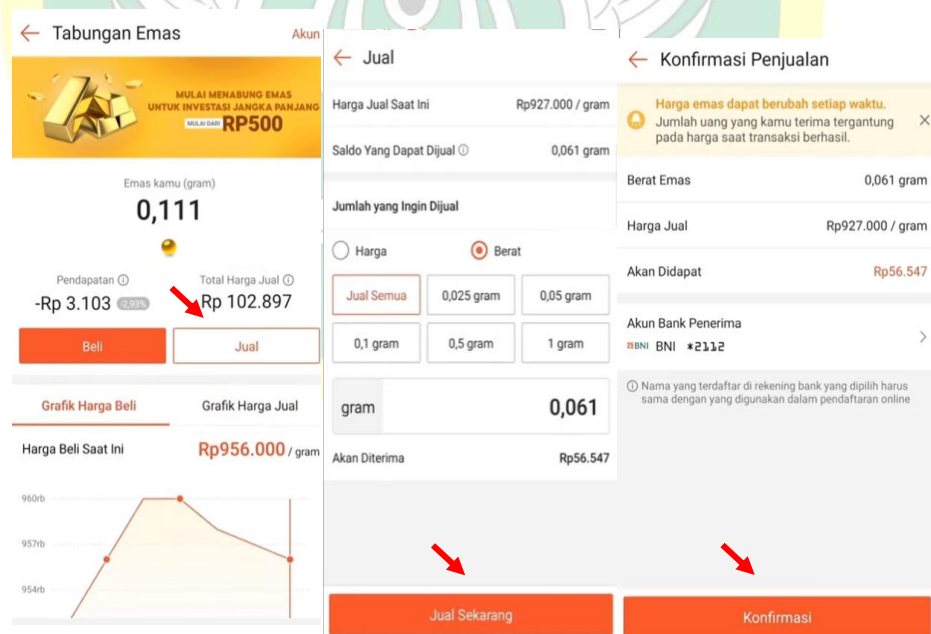 Tabungan Emas
Akun
MULAI MENABUNG EMAS
UNTUK INVESTASI JANGKA PANJANG
MULAI DARI RP500
Emas kamu (gram)
0,111
Pendapatan
Total Harga Jual
-Rp 3.103 -2,93%
Rp 102.897
Beli
Jual
Grafik Harga Beli
Grafik Harga Jual
Harga Beli Saat Ini
Rp956.000 / gram
960rb
957rb
954rb
Jual
Harga Jual Saat Ini
Rp927.000 / gram
Saldo Yang Dapat Dijual
0,061 gram
Jumlah yang Ingin Dijual
Harga
Berat
Jual Semua
0,025 gram
0,05 gram
0,1 gram
0,5 gram
1 gram
gram
0,061
Akan Diterima
Rp56.547
Jual Sekarang
Konfirmasi Penjualan
Harga emas dapat berubah setiap waktu.
Jumlah uang yang kamu terima tergantung
pada harga saat transaksi berhasil.
Berat Emas
0,061 gram
Harga Jual
Rp927.000 / gram
Akan Didapat
Rp56.547
Akun Bank Penerima
BNI BNI *2112
Nama yang terdaftar di rekening bank yang dipilih harus
sama dengan yang digunakan dalam pendaftaran online
Konfirmasi